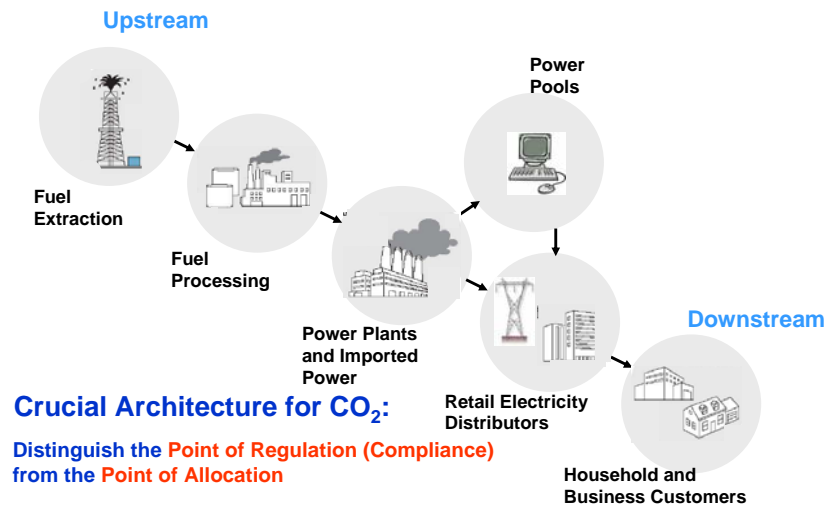 Upstream
Power
Pools
Fuel
Extraction
Fuel
Processing
Downstream
Power Plants
and Imported
Power
Retail Electricity
Distributors
Crucial Architecture for CO₂:
Distinguish the Point of Regulation (Compliance)
from the Point of Allocation
Household and
Business Customers